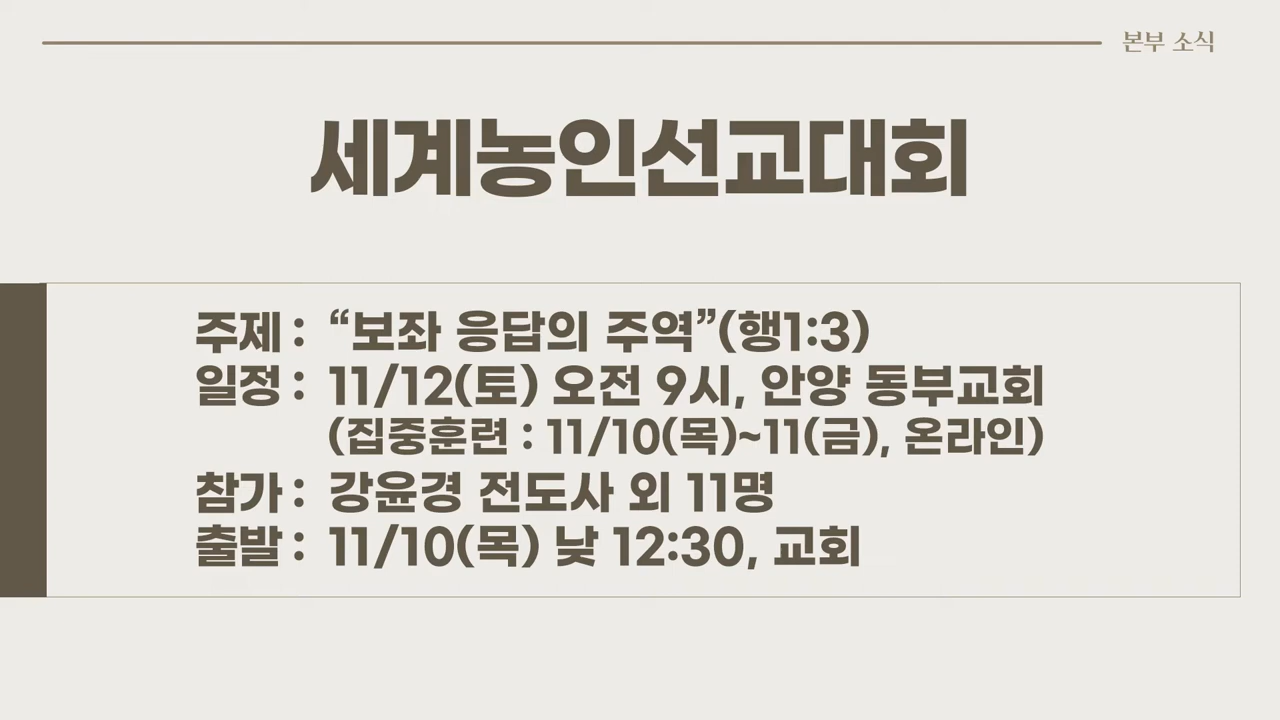 본부 소식
세계농인선교대회
주제 : “보좌 응답의 주역”(행1:3)
일정 : 11/12(토) 오전 9시, 안양 동부교회
(집중훈련 : 11/10(목)~11(금), 온라인)
참가 : 강윤경 전도사 외 11명
출발 : 11/10(목) 낮 12:30, 교회